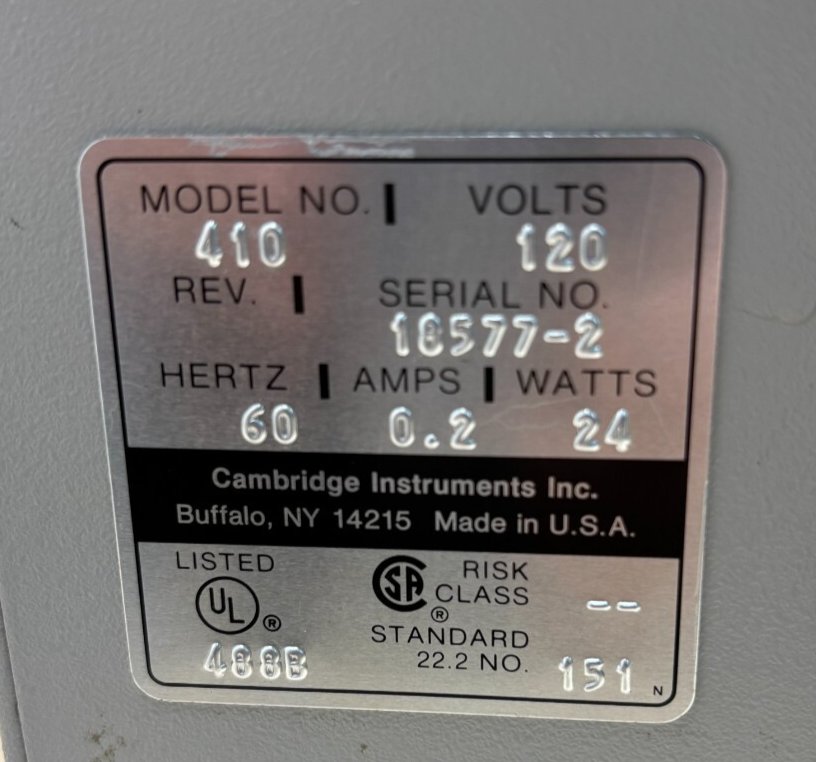 MODEL NO. VOLTS
410 120
REV. SERIAL NO.
18577-2
HERTZ AMPS WATTS
60 0.2 24
Cambridge Instruments Inc.
Buffalo, NY 14215 Made in U.S.A.
LISTED
UL ®
488B
SA ® RISK
CLASS --
STANDARD
22.2 NO. 151 N